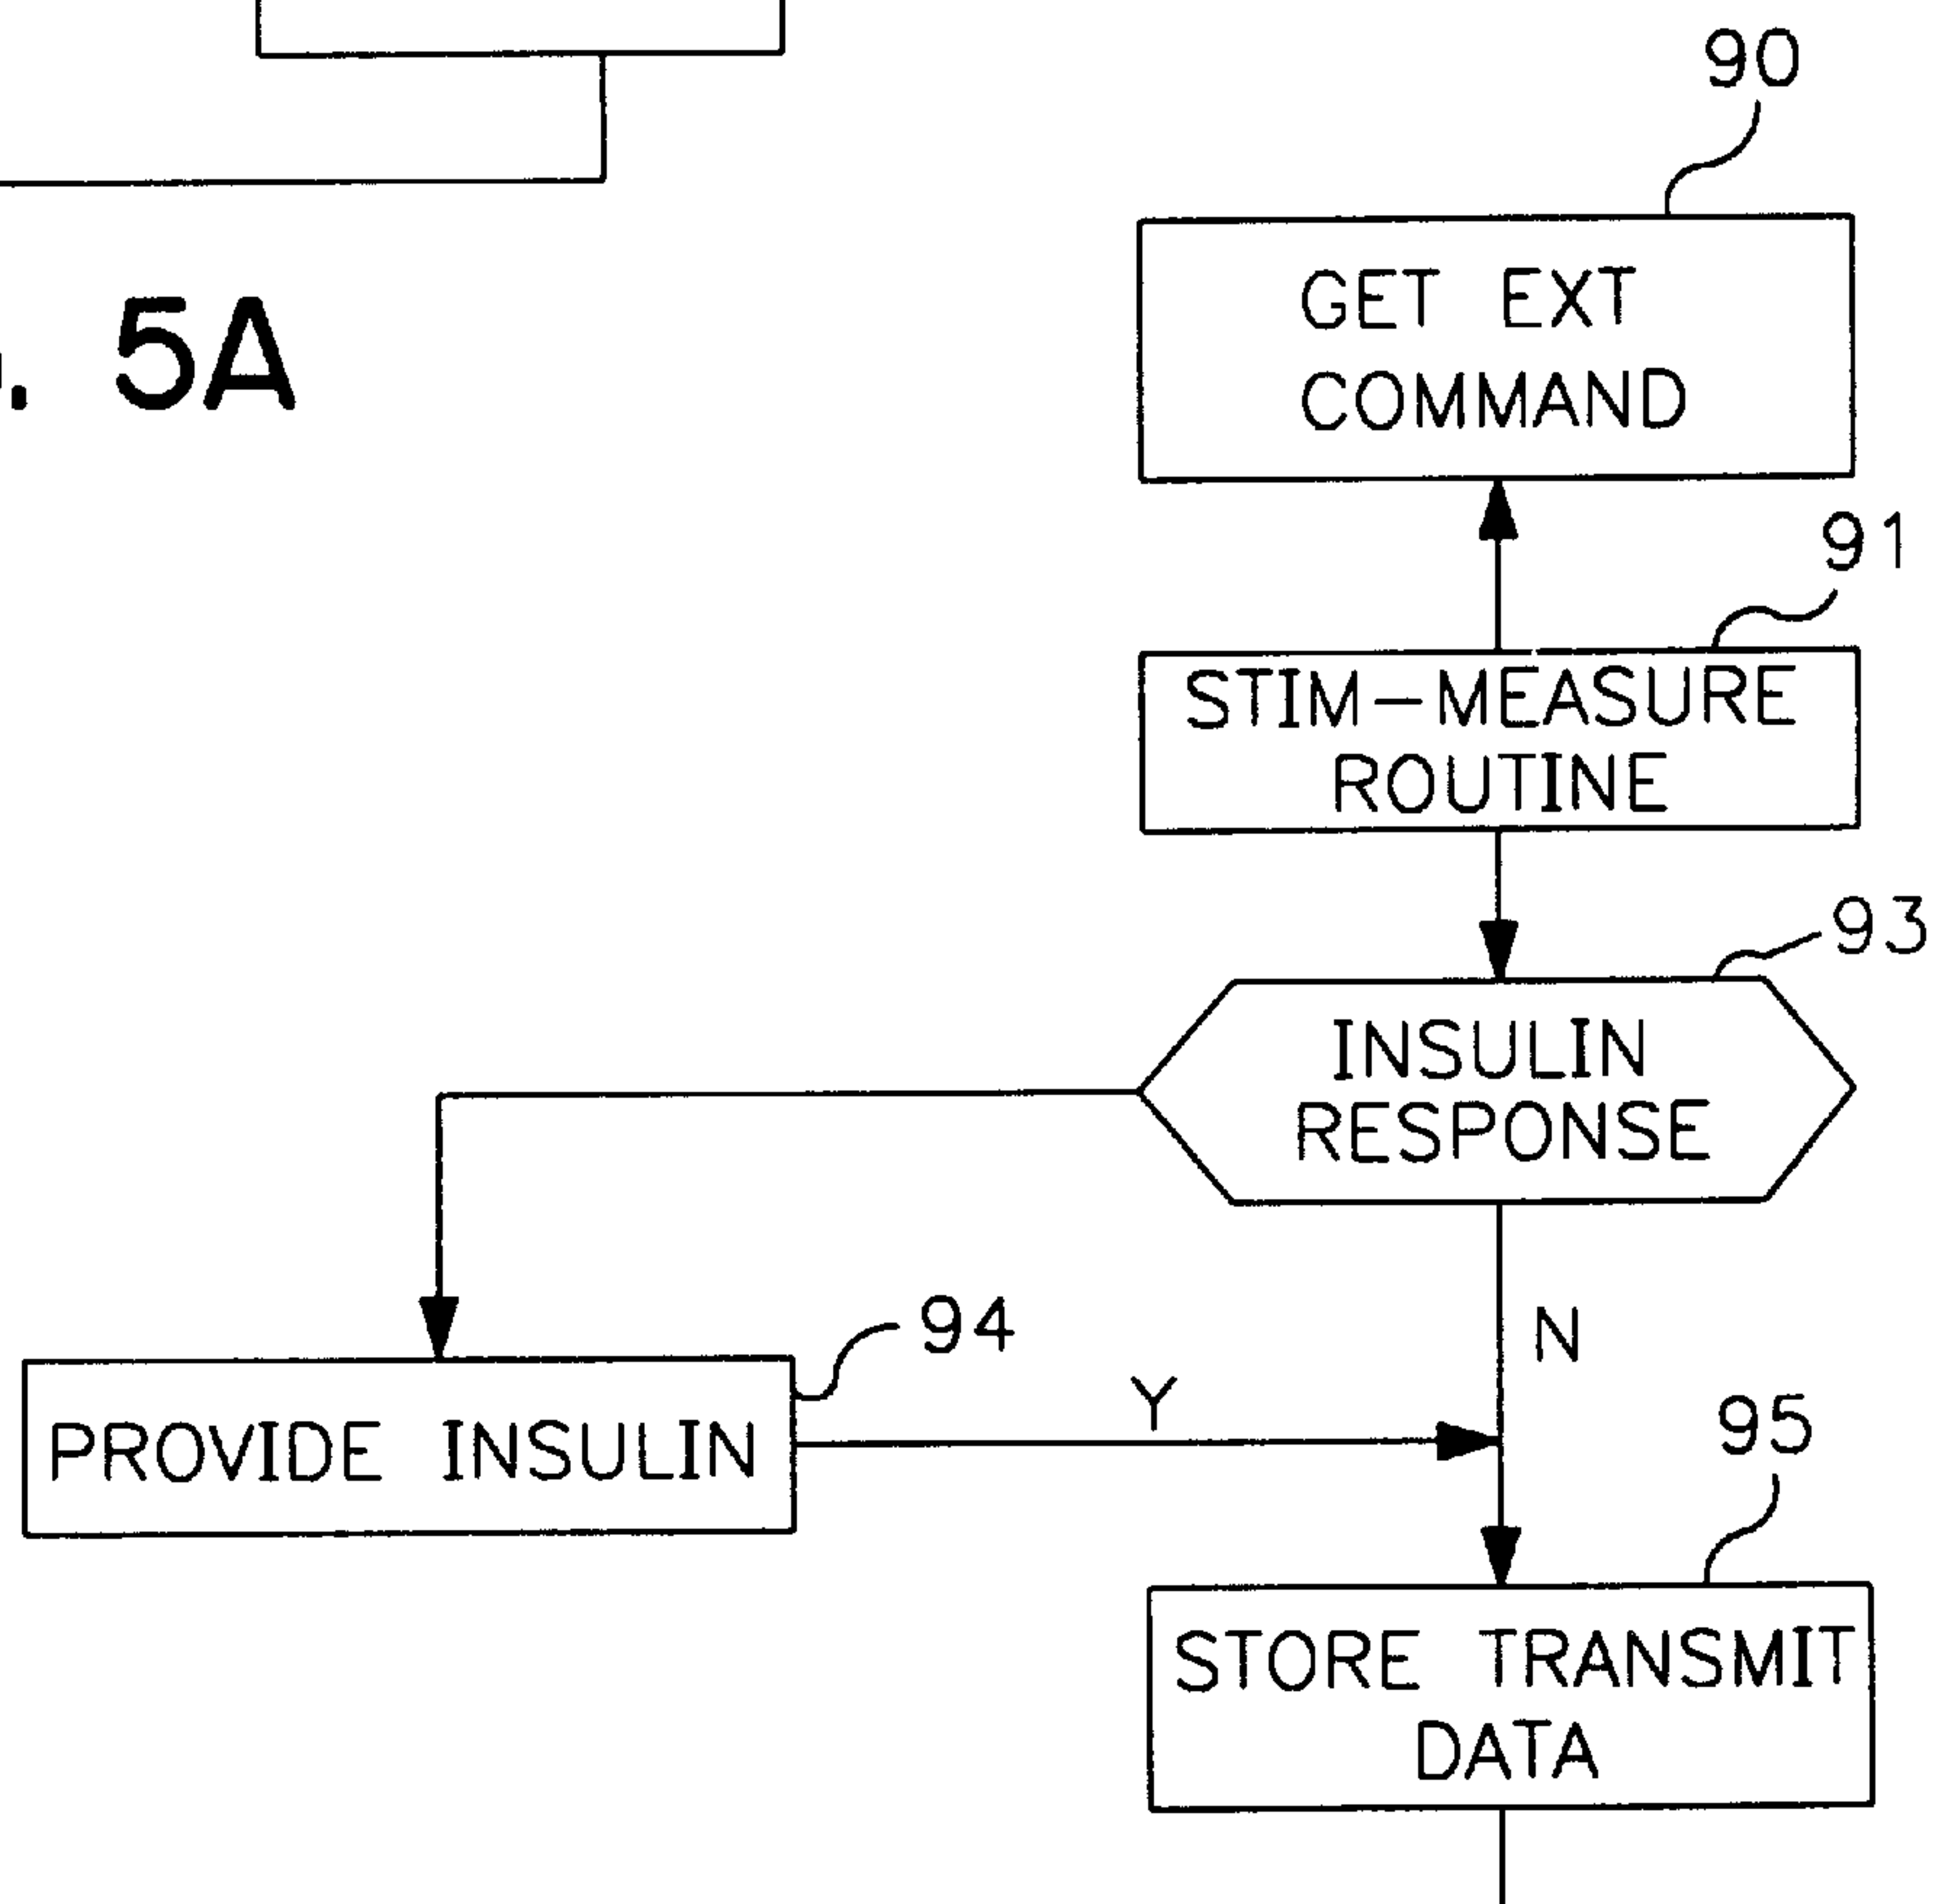 90
GET EXT
COMMAND
. 5A
91
STIM-MEASURE
ROUTINE
93
INSULIN
RESPONSE
94
N
Y
PROVIDE INSULIN
95
STORE TRANSMIT
DATA